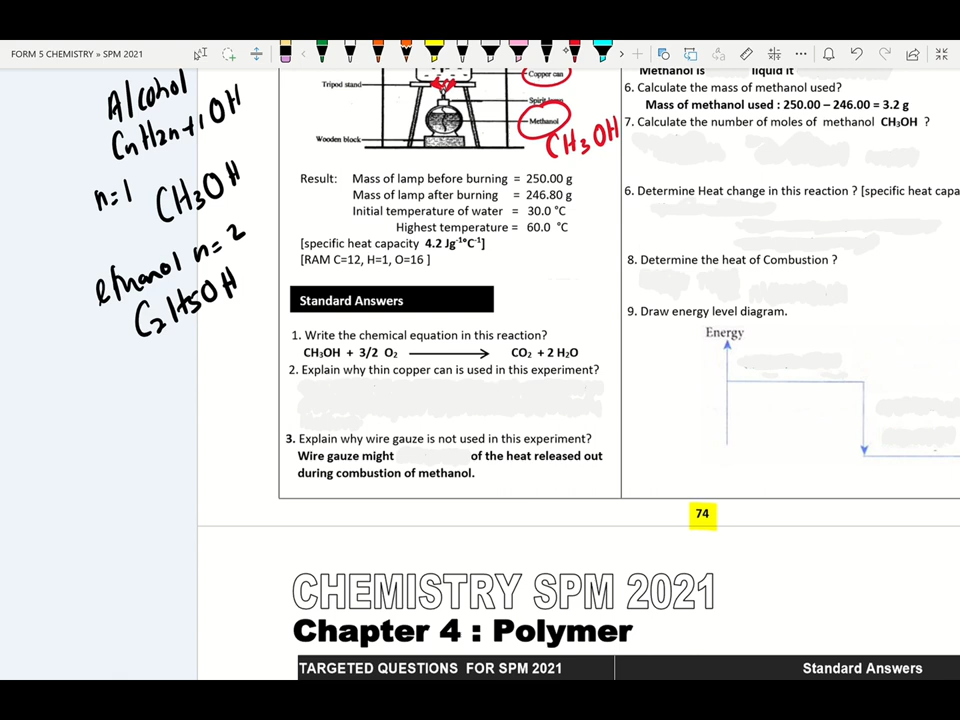 FORM 5 CHEMISTRY » SPM 2021
Alcohol
CnH2n+1OH
n=1 CH3OH
ethanol n=2
C2H5OH
Copper can
Tripod stand
Methanol
CH3OH
Wooden block
Result: Mass of lamp before burning = 250.00 g
Mass of lamp after burning = 246.80 g
Initial temperature of water = 30.0 °C
Highest temperature = 60.0 °C
[specific heat capacity 4.2 Jg⁻¹°C⁻¹]
[RAM C=12, H=1, O=16 ]
Standard Answers
1. Write the chemical equation in this reaction?
CH₃OH + 3/2 O₂ ⟶ CO₂ + 2 H₂O
2. Explain why thin copper can is used in this experiment?
3. Explain why wire gauze is not used in this experiment?
Wire gauze might of the heat released out
during combustion of methanol.
Methanol is liquid it
6. Calculate the mass of methanol used?
Mass of methanol used : 250.00 – 246.00 = 3.2 g
7. Calculate the number of moles of methanol CH₃OH ?
6. Determine Heat change in this reaction ? [specific heat capa
8. Determine the heat of Combustion ?
9. Draw energy level diagram.
Energy
74
CHEMISTRY SPM 2021
Chapter 4 : Polymer
TARGETED QUESTIONS FOR SPM 2021 Standard Answers